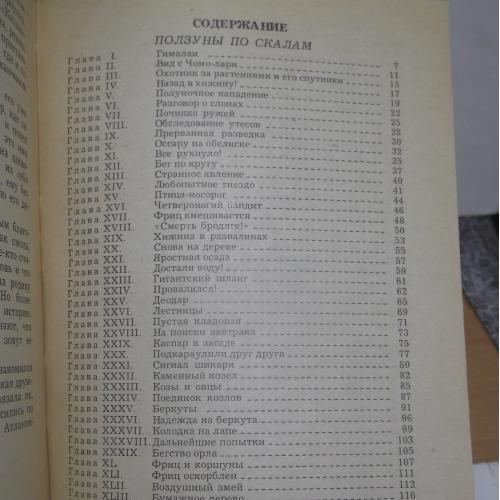 СОДЕРЖАНИЕ
ПОЛЗУНЫ ПО СКАЛАМ
Глава I. Гималаи 7
Глава II. Вид с Чомо-лари 11
Глава III. Охотник за растениями и его спутники 15
Глава IV. Назад в хижину! 17
Глава V. Полуночное нападение 19
Глава VI. Разговор о слонах 22
Глава VII. Починка ружей 25
Глава VIII. Обследование утесов 28
Глава IX. Прерванная разведка 30
Глава X. Оссару на обелиске 32
Глава XI. Все рухнуло! 35
Глава XII. Бег по кругу 37
Глава XIII. Странное явление 40
Глава XIV. Любопытное гнездо 41
Глава XV. Птица-носорог 44
Глава XVI. Четвероногий бандит 46
Глава XVII. Фриц вмешивается 48
Глава XVIII. «Смерть бродяге!» 50
Глава XIX. Хижина в развалинах 53
Глава XX. Снова на дереве 55
Глава XXI. Яростная осада 57
Глава XXII. Достали воду! 59
Глава XXIII. Гигантский шланг 61
Глава XXIV. Провалился! 62
Глава XXV. Деодар 65
Глава XXVI. Лестницы 69
Глава XXVII. Пустая кладовая 71
Глава XXVIII. На поиски завтрака 73
Глава XXIX. Каспар в засаде 75
Глава XXX. Подкараулили друг друга 77
Глава XXXI. Сигнал шикари 80
Глава XXXII. Каменный козел 82
Глава XXXIII. Козы и овцы 85
Глава XXXIV. Поединок козлов 87
Глава XXXV. Беркуты 91
Глава XXXVI. Надежда на беркута 96
Глава XXXVII. Колодка на лапе 99
Глава XXXVIII. Дальнейшие попытки 103
Глава XXXIX. Бегство орла 105
Глава XL. Фриц и коршуны 107
Глава XLI. Фриц оскорблен 111
Глава XLII. Воздушный змей 112
Глава XLIII. Бумажное дерево 116